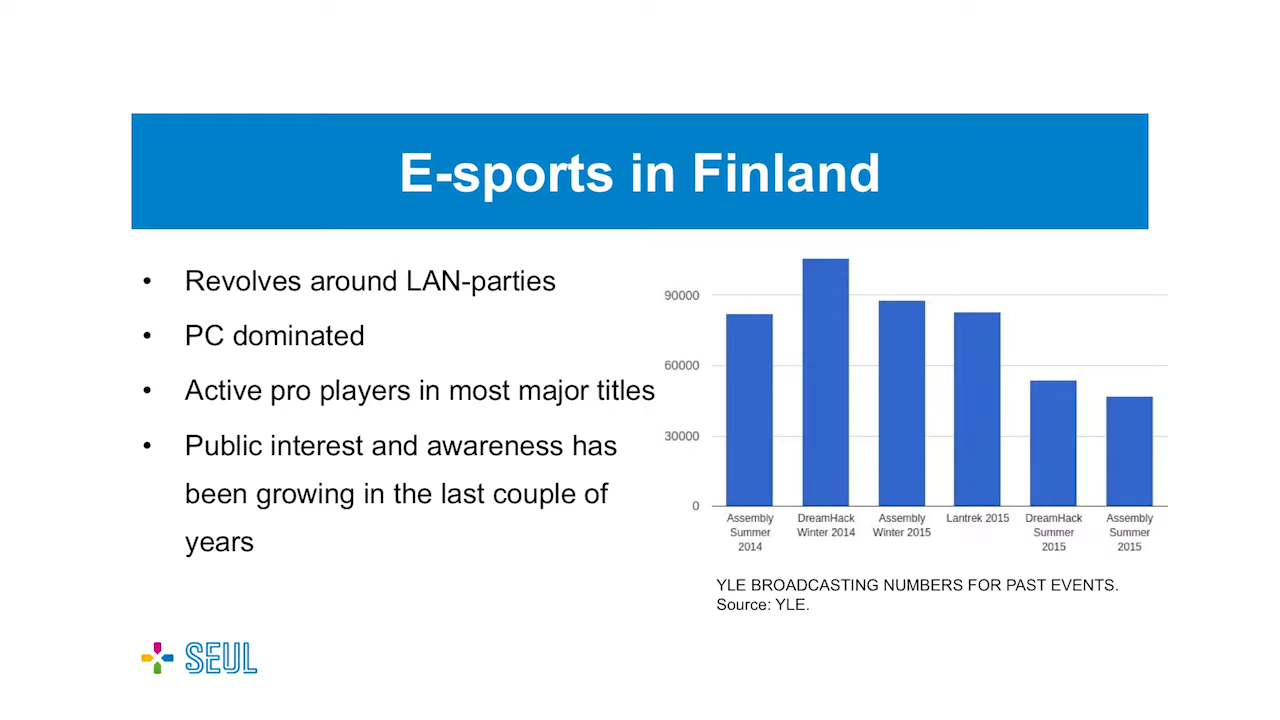 E-sports in Finland
• Revolves around LAN-parties
• PC dominated
• Active pro players in most major titles
• Public interest and awareness has
been growing in the last couple of
years
90000
60000
30000
0
Assembly
Summer
2014
DreamHack
Winter 2014
Assembly
Winter 2015
Lantrek 2015
DreamHack
Summer
2015
Assembly
Summer
2015
YLE BROADCASTING NUMBERS FOR PAST EVENTS.
Source: YLE.
SEUL